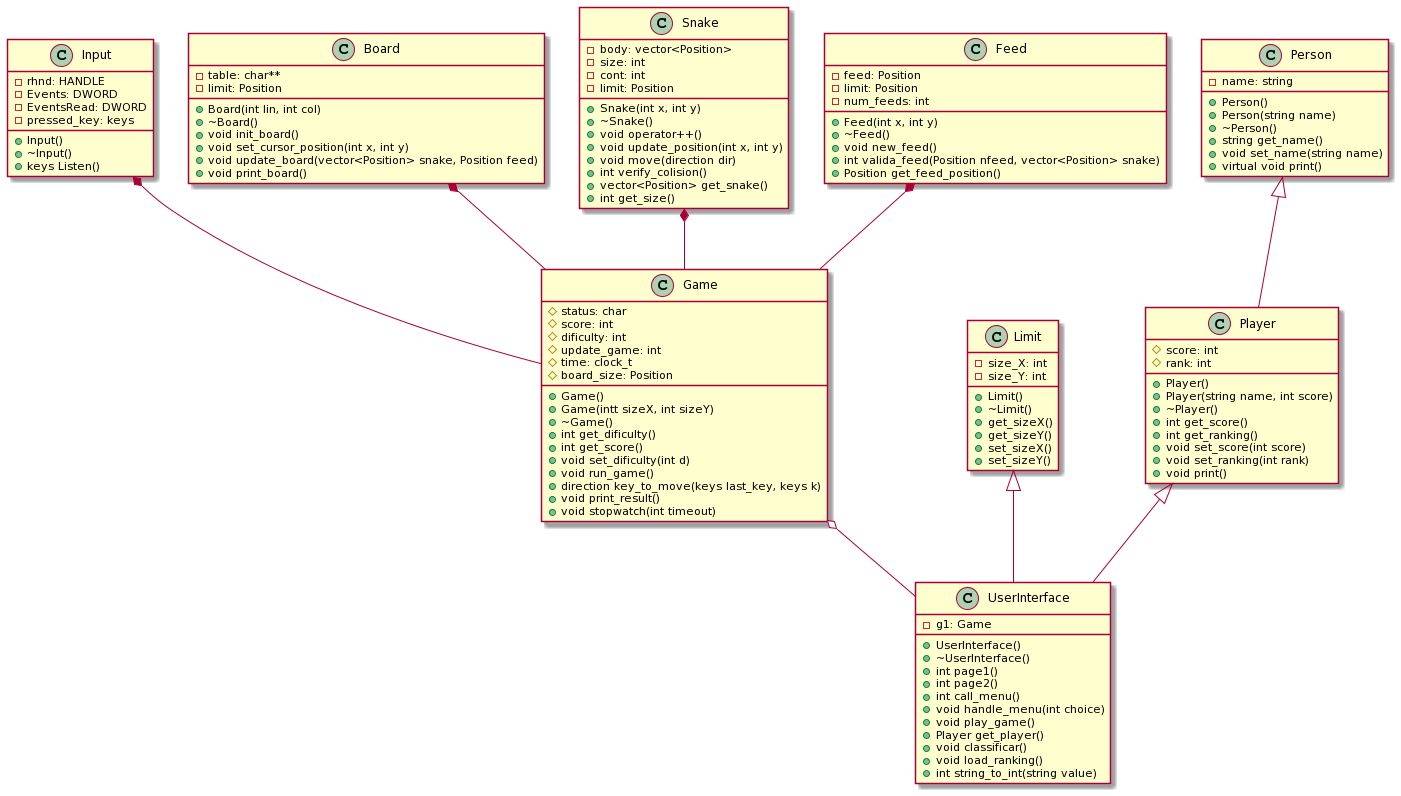 C Input
rhnd: HANDLE
Events: DWORD
EventsRead: DWORD
pressed_key: keys
Input()
~Input()
keys Listen()
C Board
table: char**
limit: Position
Board(int lin, int col)
~Board()
void init_board()
void set_cursor_position(int x, int y)
void update_board(vector<Position> snake, Position feed)
void print_board()
C Snake
body: vector<Position>
size: int
cont: int
limit: Position
Snake(int x, int y)
~Snake()
void operator++()
void update_position(int x, int y)
void move(direction dir)
int verify_colision()
vector<Position> get_snake()
int get_size()
C Feed
feed: Position
limit: Position
num_feeds: int
Feed(int x, int y)
~Feed()
void new_feed()
int valida_feed(Position nfeed, vector<Position> snake)
Position get_feed_position()
C Person
name: string
Person()
Person(string name)
~Person()
string get_name()
void set_name(string name)
virtual void print()
C Game
status: char
score: int
dificulty: int
update_game: int
time: clock_t
board_size: Position
Game()
Game(intt sizeX, int sizeY)
~Game()
int get_dificulty()
int get_score()
void set_dificulty(int d)
void run_game()
direction key_to_move(keys last_key, keys k)
void print_result()
void stopwatch(int timeout)
C Limit
size_X: int
size_Y: int
Limit()
~Limit()
get_sizeX()
get_sizeY()
set_sizeX()
set_sizeY()
C Player
score: int
rank: int
Player()
Player(string name, int score)
~Player()
int get_score()
int get_ranking()
void set_score(int score)
void set_ranking(int rank)
void print()
C UserInterface
g1: Game
UserInterface()
~UserInterface()
int page1()
int page2()
int call_menu()
void handle_menu(int choice)
void play_game()
Player get_player()
void classificar()
void load_ranking()
int string_to_int(string value)